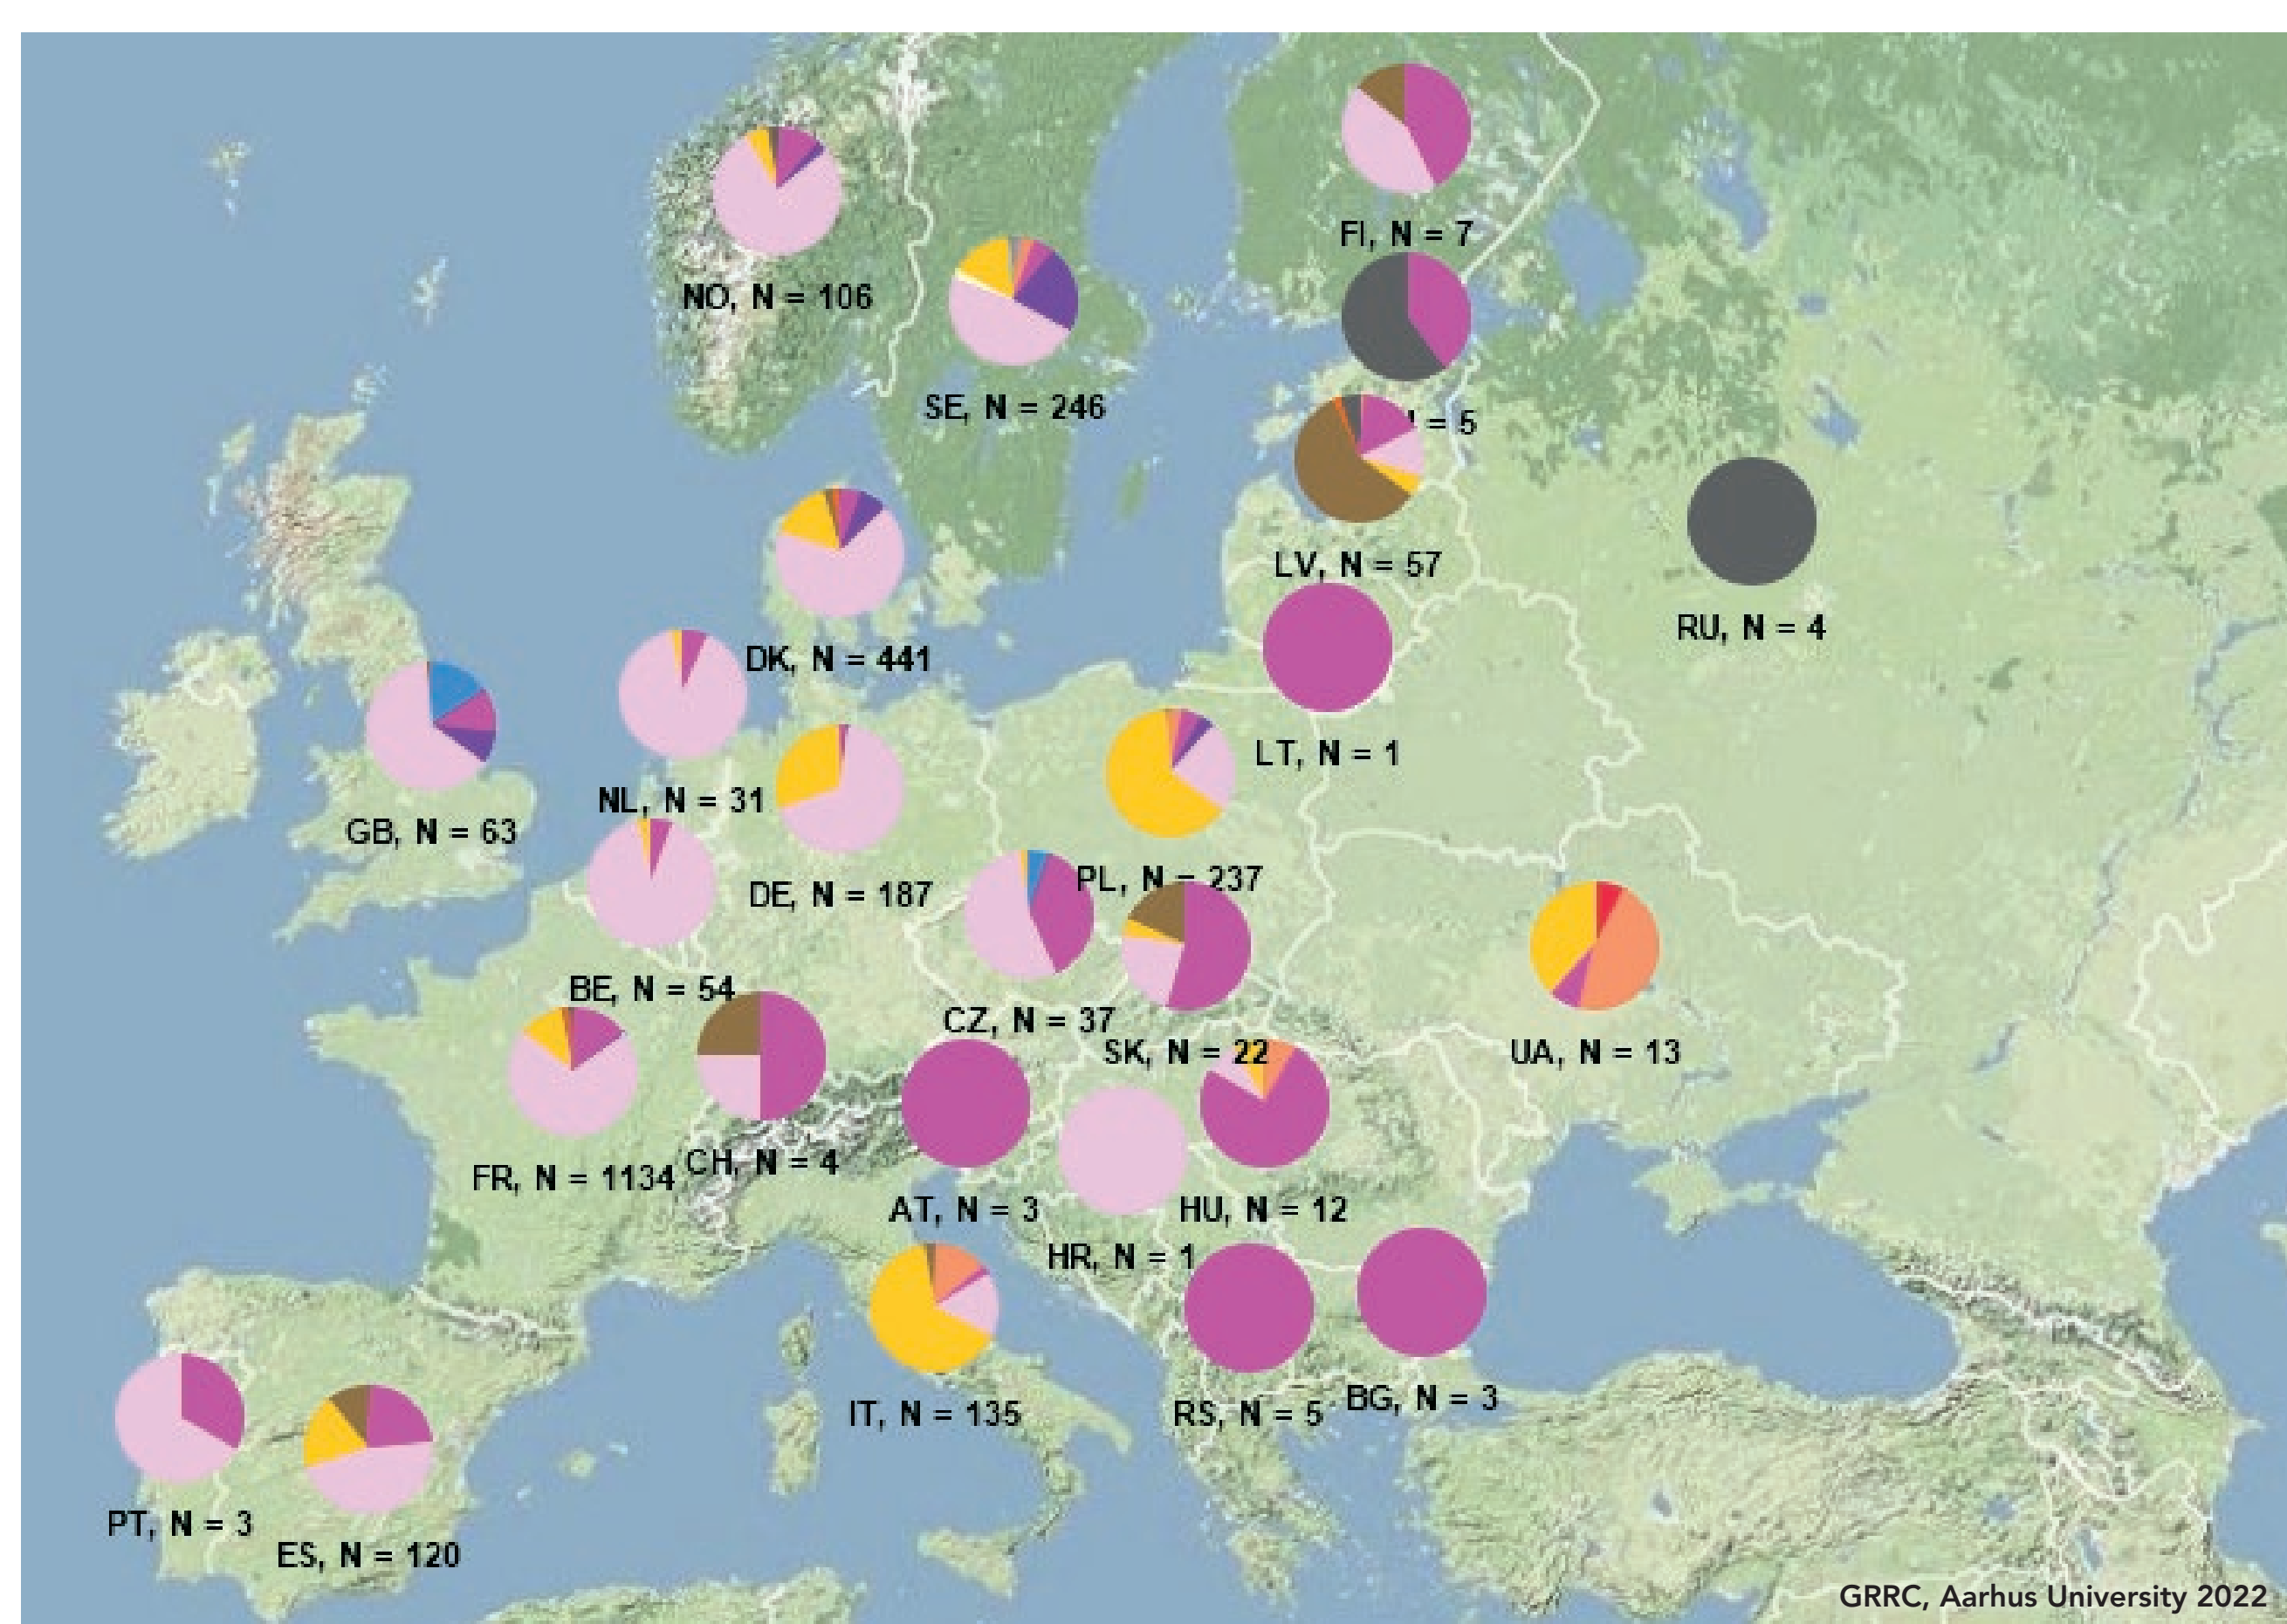 FI, N = 7
NO, N = 106
SE, N = 246
= 5
LV, N = 57
RU, N = 4
DK, N = 441
LT, N = 1
NL, N = 31
GB, N = 63
PL, N = 237
DE, N = 187
BE, N = 54
CZ, N = 37
SK, N = 22
UA, N = 13
CH, N = 4
FR, N = 1134
AT, N = 3
HU, N = 12
HR, N = 1
BG, N = 3
IT, N = 135
RS, N = 5
PT, N = 3
ES, N = 120
GRRC, Aarhus University 2022